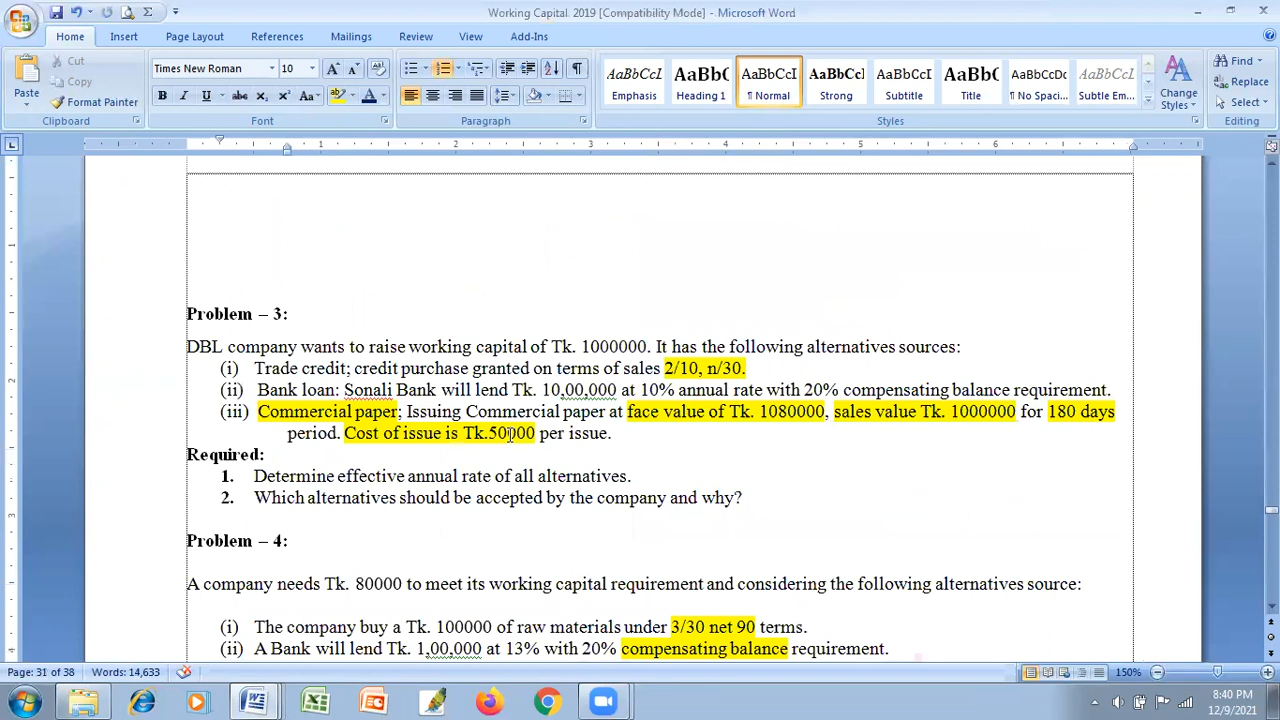 Working Capital 2019 [Compatibility Mode] - Microsoft Word
Home Insert Page Layout References Mailings Review View Add-Ins
Cut
Copy
Format Painter
Paste
Clipboard
Times New Roman 10
Font
Paragraph
AaBbCcI AaBbC AaBbCcI AaBbCcl AaBbCcI AaBbC AaBbCcDc AaBbCcI
Emphasis Heading 1 ¶ Normal Strong Subtitle Title ¶ No Spaci... Subtle Em...
Change Styles
Styles
Find
Replace
Select
Editing
1 2 3 4 5 6
Problem – 3:
DBL company wants to raise working capital of Tk. 1000000. It has the following alternatives sources:
(i) Trade credit; credit purchase granted on terms of sales 2/10, n/30.
(ii) Bank loan: Sonali Bank will lend Tk. 10,00,000 at 10% annual rate with 20% compensating balance requirement.
(iii) Commercial paper; Issuing Commercial paper at face value of Tk. 1080000, sales value Tk. 1000000 for 180 days
period. Cost of issue is Tk.50000 per issue.
Required:
1. Determine effective annual rate of all alternatives.
2. Which alternatives should be accepted by the company and why?
Problem – 4:
A company needs Tk. 80000 to meet its working capital requirement and considering the following alternatives source:
(i) The company buy a Tk. 100000 of raw materials under 3/30 net 90 terms.
(ii) A Bank will lend Tk. 1,00,000 at 13% with 20% compensating balance requirement.
Page: 31 of 38 Words: 14,633 150%
8:40 PM
12/9/2021